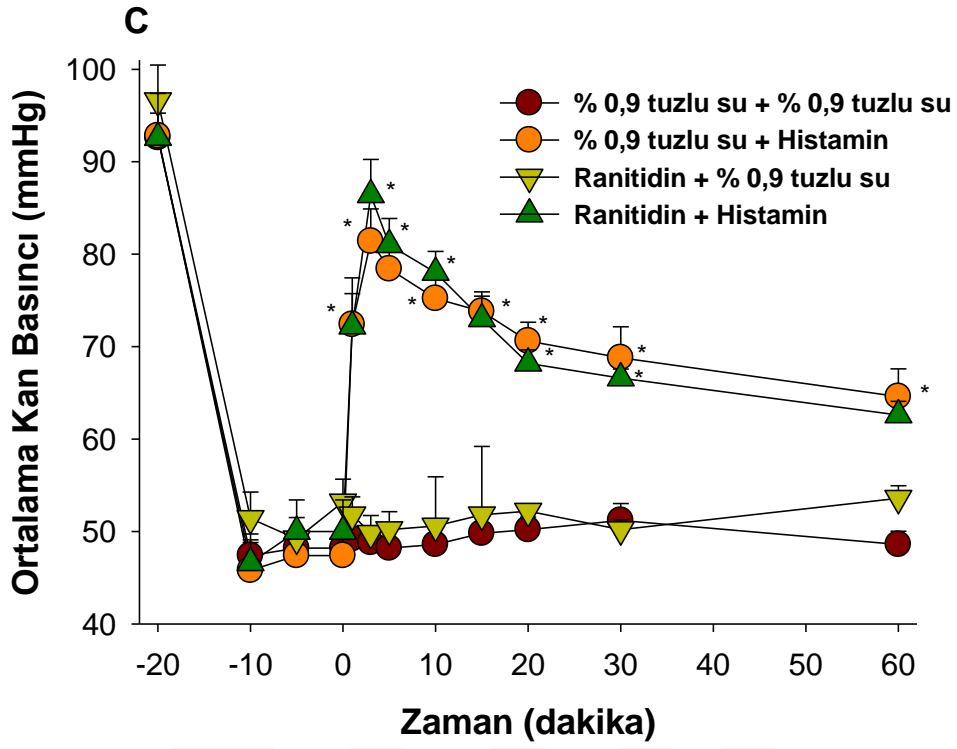 C
Ortalama Kan Basıncı (mmHg)
100
90
80
70
60
50
40
% 0,9 tuzlu su + % 0,9 tuzlu su
% 0,9 tuzlu su + Histamin
Ranitidin + % 0,9 tuzlu su
Ranitidin + Histamin
* * * * * * * * * * * *
-20 -10 0 10 20 30 40 50 60
Zaman (dakika)